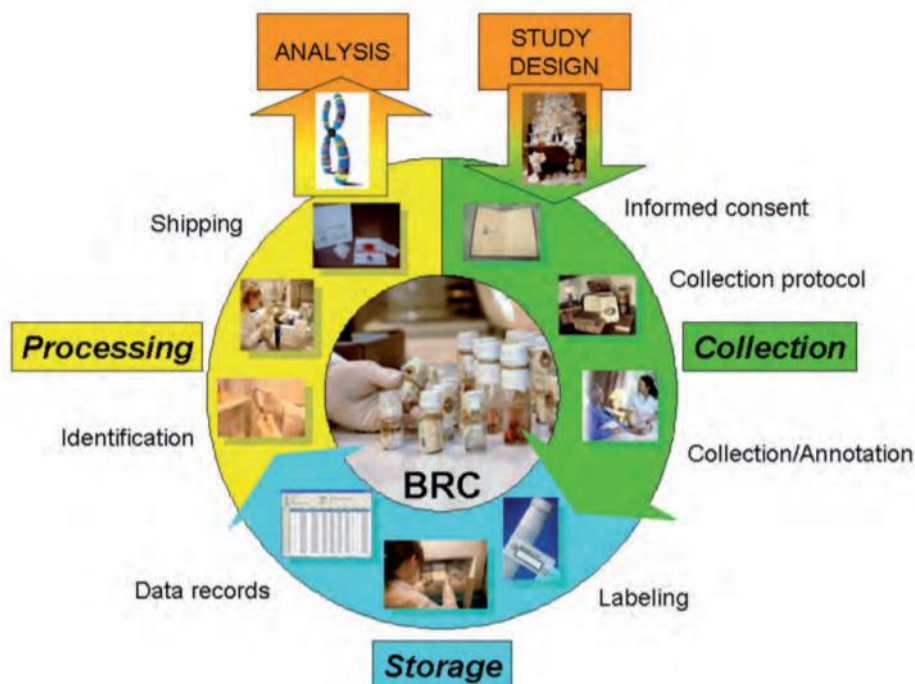 ANALYSIS
STUDY
DESIGN
Informed consent
Shipping
Collection protocol
Processing
Collection
Identification
Collection/Annotation
BRC
Data records
Labeling
Storage